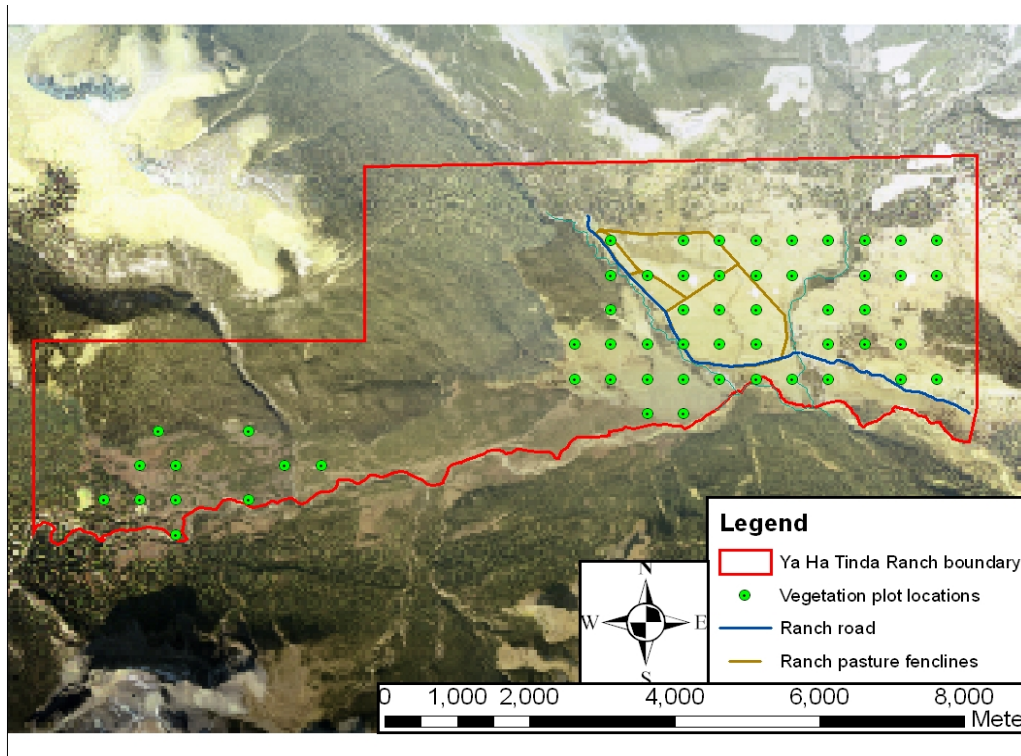 Legend
Ya Ha Tinda Ranch boundary
Vegetation plot locations
Ranch road
Ranch pasture fenclines
N
W E
S
0 1,000 2,000 4,000 6,000 8,000
Mete